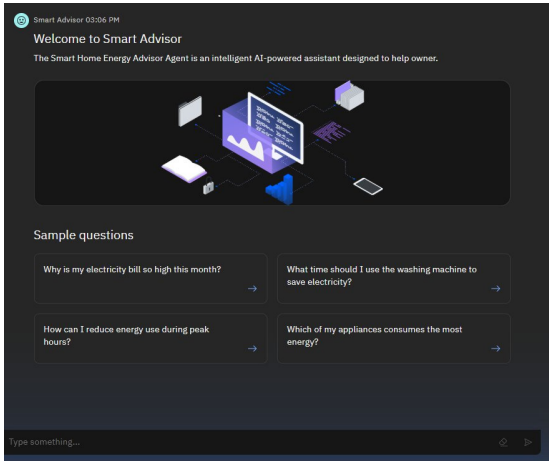 Smart Advisor 03:06 PM
Welcome to Smart Advisor
The Smart Home Energy Advisor Agent is an intelligent AI-powered assistant designed to help owner.
Sample questions
Why is my electricity bill so high this month?
What time should I use the washing machine to
save electricity?
How can I reduce energy use during peak
hours?
Which of my appliances consumes the most
energy?
Type something...